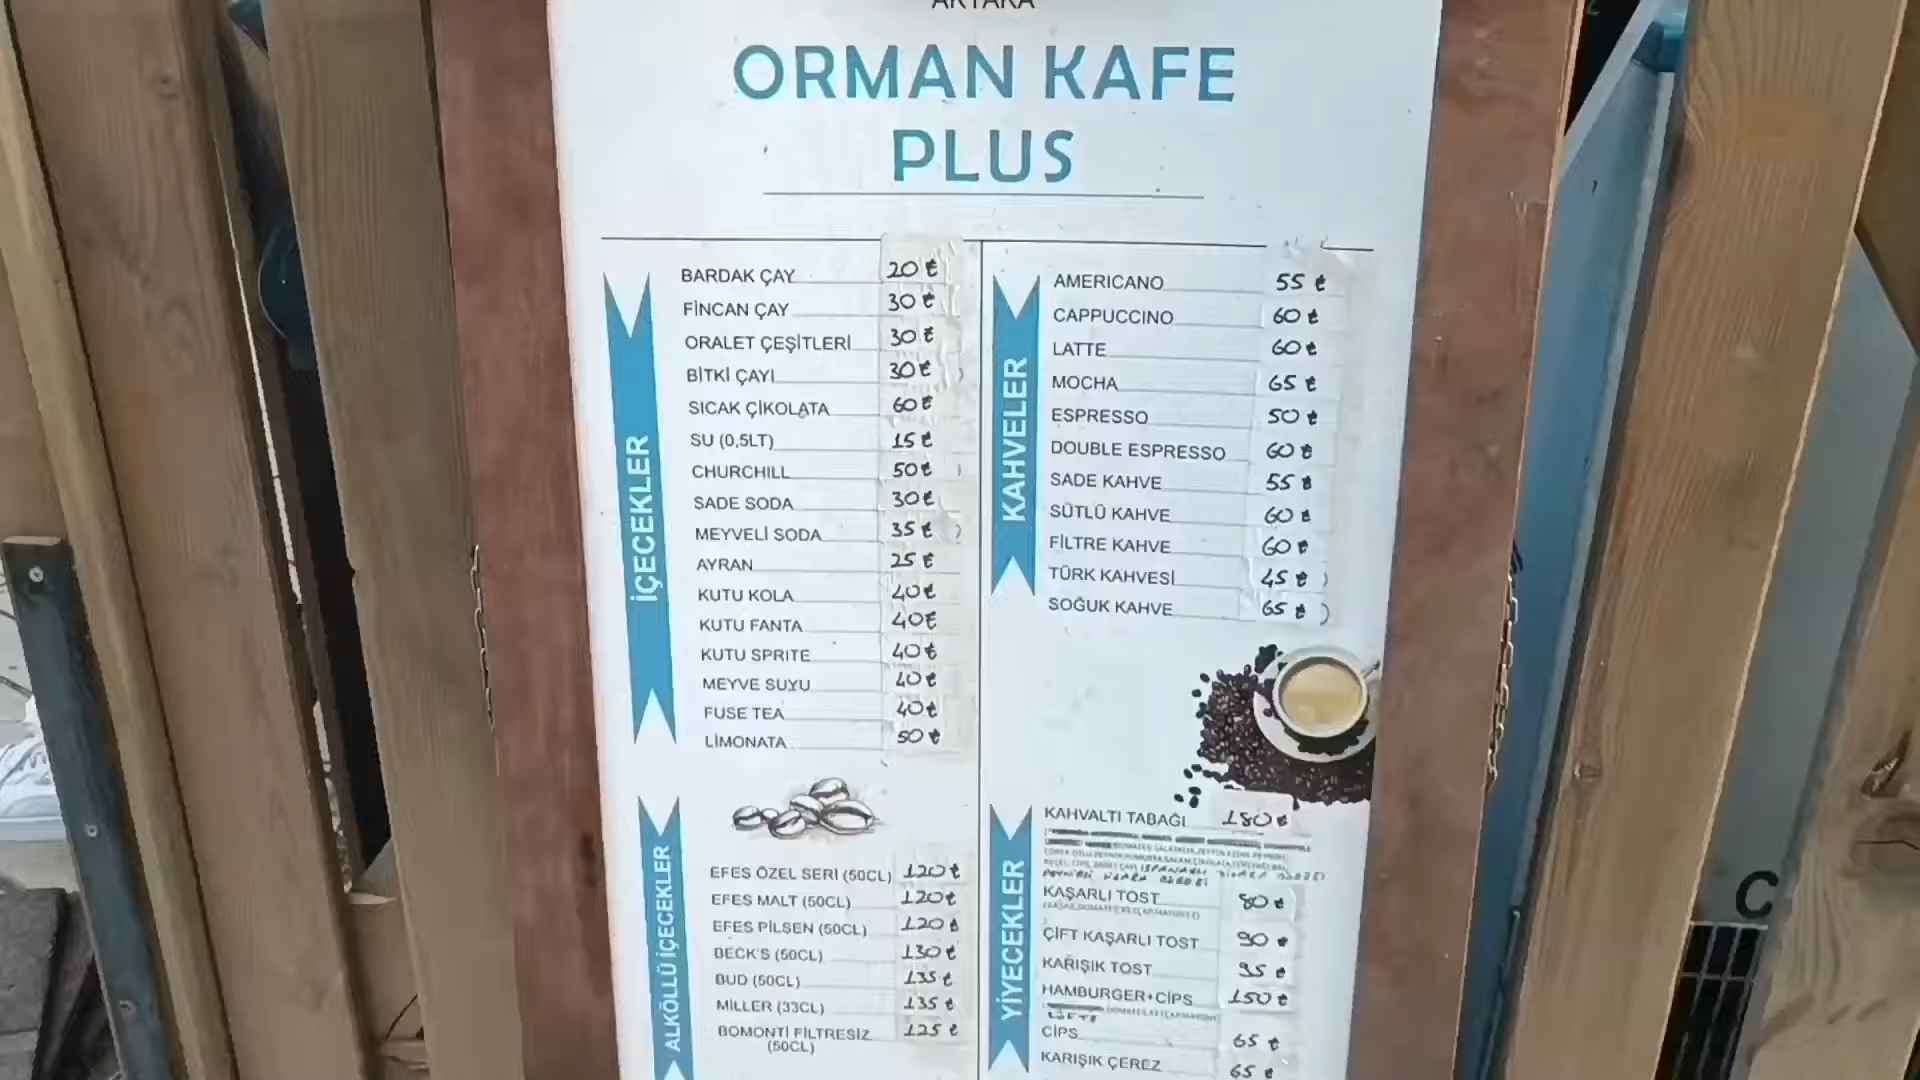 AKYAKA
ORMAN KAFE
PLUS
İÇECEKLER
BARDAK ÇAY 20 ₺
FİNCAN ÇAY 30 ₺
ORALET ÇEŞİTLERİ 30 ₺
BİTKİ ÇAYI 30 ₺
SICAK ÇİKOLATA 60 ₺
SU (0,5LT) 15 ₺
CHURCHILL 50 ₺
SADE SODA 30 ₺
MEYVELİ SODA 35 ₺
AYRAN 25 ₺
KUTU KOLA 40 ₺
KUTU FANTA 40 ₺
KUTU SPRITE 40 ₺
MEYVE SUYU 40 ₺
FUSE TEA 40 ₺
LİMONATA 50 ₺
KAHVELER
AMERICANO 55 ₺
CAPPUCCINO 60 ₺
LATTE 60 ₺
MOCHA 65 ₺
ESPRESSO 50 ₺
DOUBLE ESPRESSO 60 ₺
SADE KAHVE 55 ₺
SÜTLÜ KAHVE 60 ₺
FİLTRE KAHVE 60 ₺
TÜRK KAHVESİ 45 ₺
SOĞUK KAHVE 65 ₺
ALKOLLÜ İÇECEKLER
EFES ÖZEL SERİ (50CL) 120 ₺
EFES MALT (50CL) 120 ₺
EFES PİLSEN (50CL) 120 ₺
BECK'S (50CL) 130 ₺
BUD (50CL) 135 ₺
MİLLER (33CL) 135 ₺
BOMONTİ FİLTRESİZ 125 ₺
(50CL)
YİYECEKLER
KAHVALTI TABAĞI 180 ₺
KAŞARLI TOST 80 ₺
ÇİFT KAŞARLI TOST 90 ₺
KARIŞIK TOST 95 ₺
HAMBURGER+CİPS 150 ₺
CİPS 65 ₺
KARIŞIK ÇEREZ 65 ₺
C